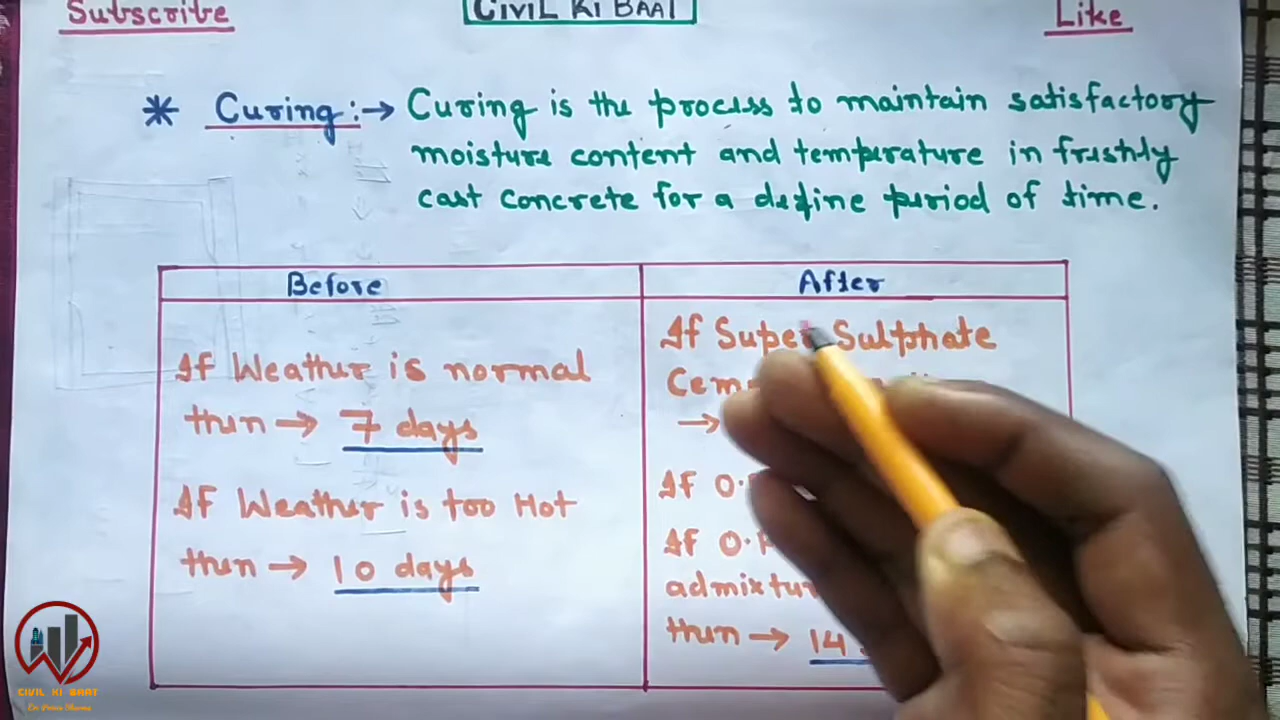 Subscribe
CIVIL KI BAAT
Like
* Curing :→ Curing is the process to maintain satisfactory
moisture content and temperature in freshly
cast concrete for a define period of time.
Before
After
If Weather is normal
then → 7 days
If Weather is too Hot
then → 10 days
If Super Sulphate
→
If
If
then → 14
CIVIL KI BAAT